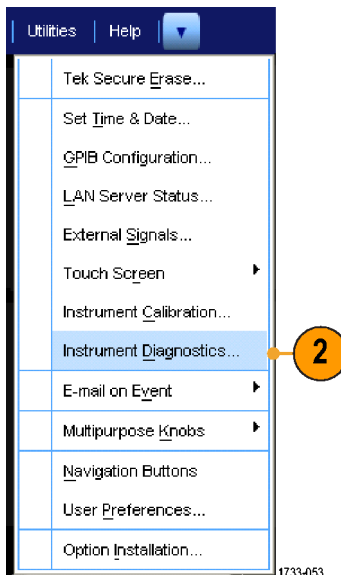 Utilities | Help
Tek Secure Erase...
Set Time & Date...
GPIB Configuration...
LAN Server Status...
External Signals...
Touch Screen
Instrument Calibration...
Instrument Diagnostics...
2
E-mail on Event
Multipurpose Knobs
Navigation Buttons
User Preferences...
Option Installation...
1733-053